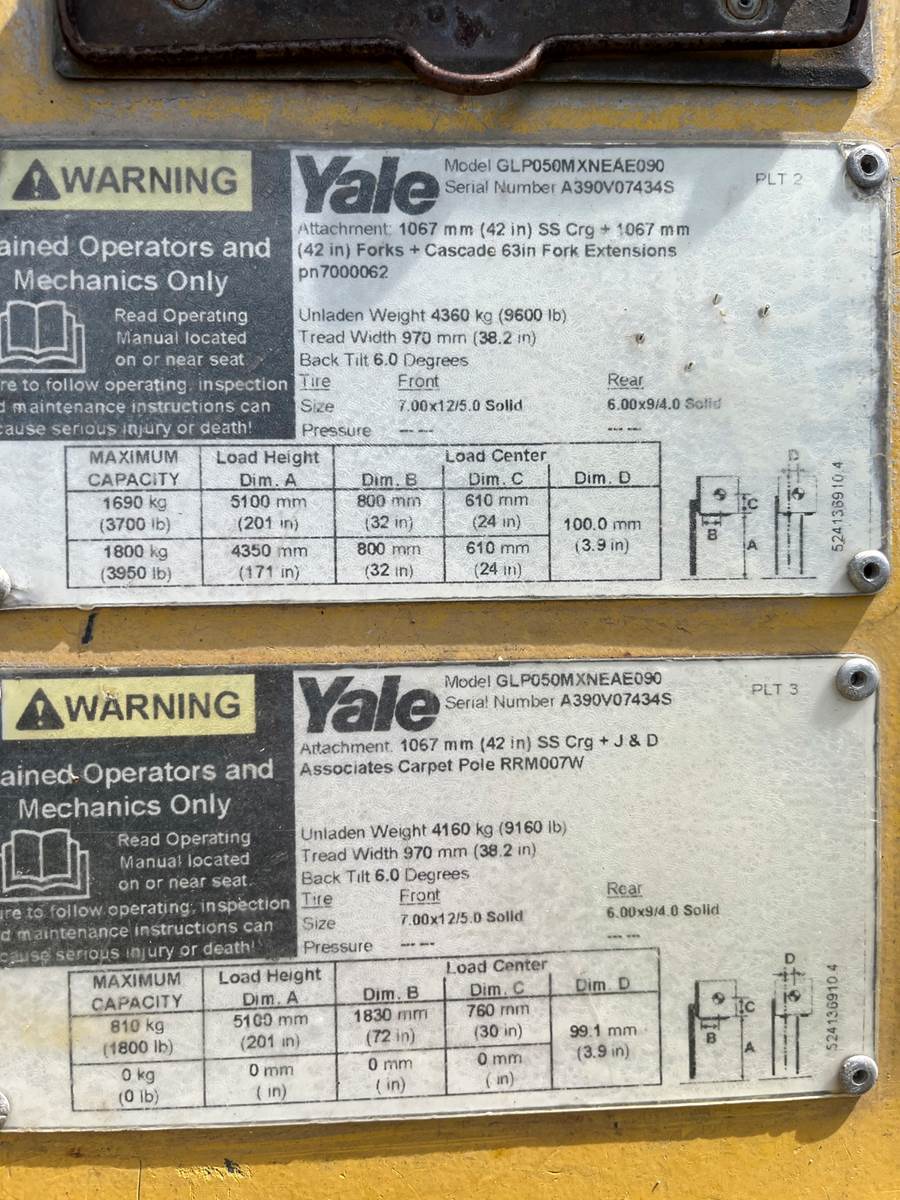 WARNING
ained Operators and
Mechanics Only
Read Operating
Manual located
on or near seat
re to follow operating, inspection
d maintenance instructions can
cause serious injury or death!
Yale
Model GLP050MXNEAE090
Serial Number A390V07434S
PLT 2
Attachment: 1067 mm (42 in) SS Crg + 1067 mm
(42 in) Forks + Cascade 63in Fork Extensions
pn7000062
Unladen Weight 4360 kg (9600 lb)
Tread Width 970 mm (38.2 in)
Back Tilt 6.0 Degrees
Tire Front Rear
Size 7.00x12/5.0 Solid 6.00x9/4.0 Solid
Pressure --- --- --- ---
MAXIMUM CAPACITY Load Height Dim. A Load Center Dim. B Dim. C Dim. D
1690 kg 5100 mm 800 mm 610 mm
(3700 lb) (201 in) (32 in) (24 in) 100.0 mm
1800 kg 4350 mm 800 mm 610 mm (3.9 in)
(3950 lb) (171 in) (32 in) (24 in)
D
C
B
A
524136910.4
WARNING
ained Operators and
Mechanics Only
Read Operating
Manual located
on or near seat.
ure to follow operating, inspection
d maintenance instructions can
cause serious injury or death!
Yale
Model GLP050MXNEAE090
Serial Number A390V07434S
PLT 3
Attachment. 1067 mm (42 in) SS Crg + J & D
Associates Carpet Pole RRM007W
Unladen Weight 4160 kg (9160 lb)
Tread Width 970 mm (38.2 in)
Back Tilt 6.0 Degrees
Tire Front Rear
Size 7.00x12/5.0 Solid 6.00x9/4.0 Solid
Pressure --- --- --- ---
MAXIMUM CAPACITY Load Height Dim. A Load Center Dim. B Dim. C Dim. D
810 kg 5100 mm 1830 mm 760 mm
(1800 lb) (201 in) (72 in) (30 in) 99.1 mm
0 kg 0 mm 0 mm 0 mm (3.9 in)
(0 lb) ( in) ( in) ( in)
D
C
B
A
524136910.4